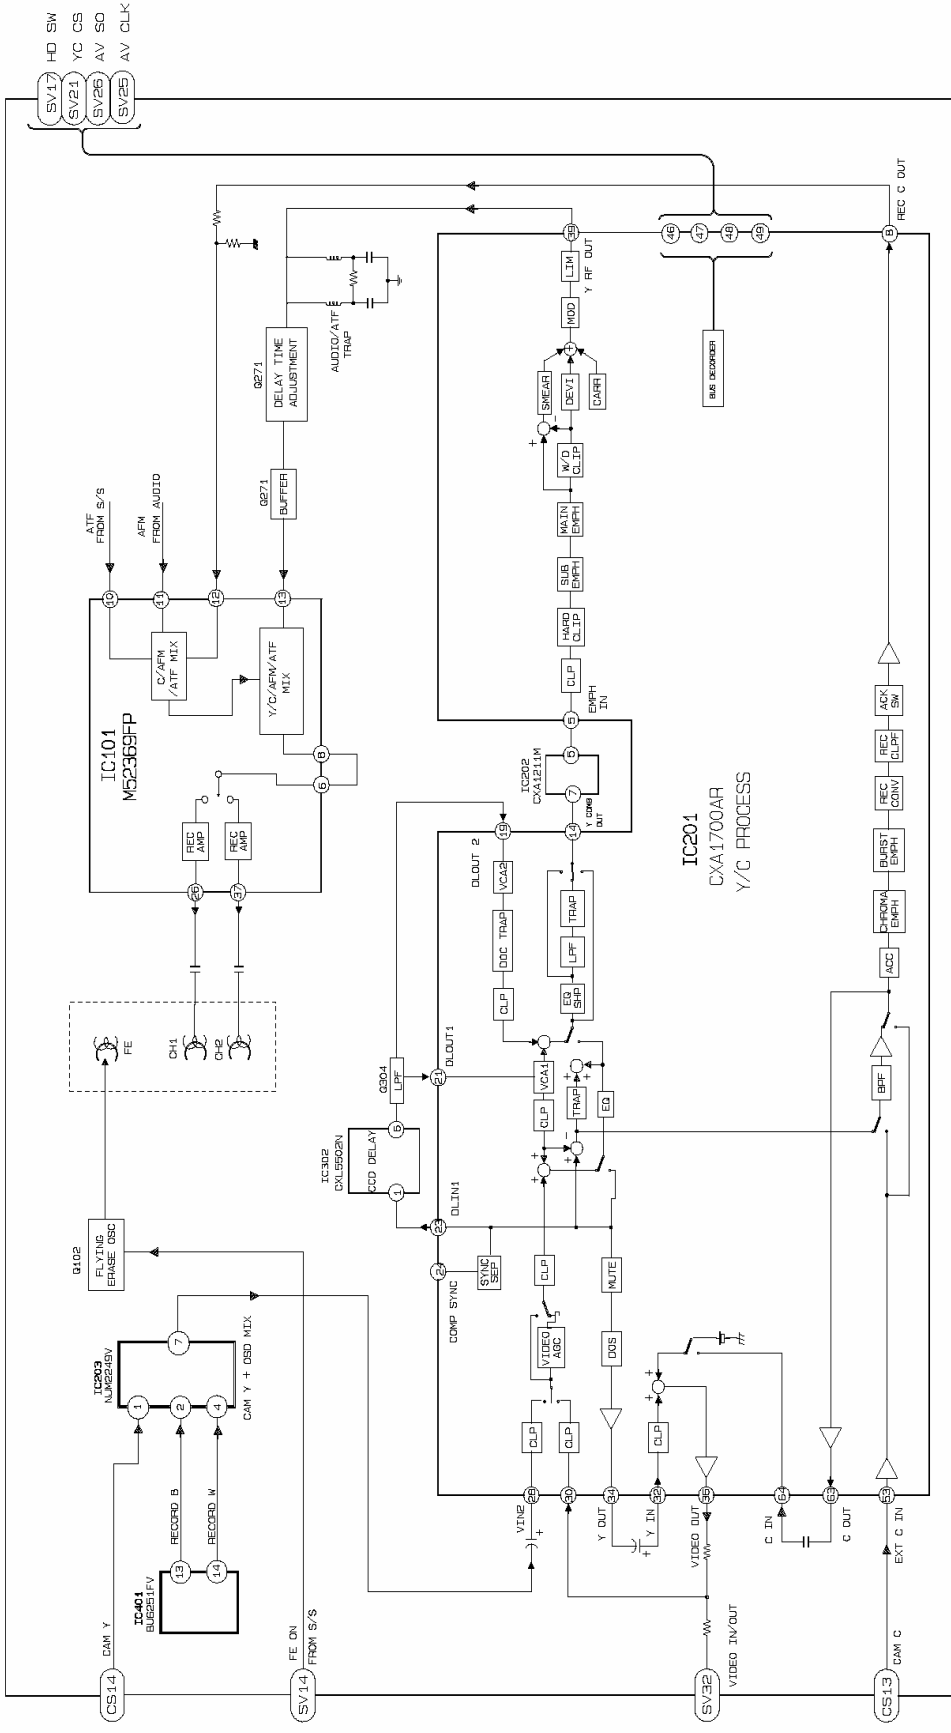 SV17 HD SW
SV21 YC CS
SV26 AV SO
SV25 AV CLK
IC101
M52369FP
REC AMP
REC AMP
C/AFM
/ATF MIX
Y/C/AFM/ATF
MIX
26
37
10
11
12
13
8
6
ATF
FROM S/S
AFM
FROM AUDIO
Q271
BUFFER
Q271
DELAY TIME
ADJUSTMENT
AUDIO/ATF
TRAP
FE
CH1
CH2
Q102
FLYING
ERASE OSC
IC203
NJM2249V
1
2
4
7
CAM Y + OSD MIX
IC401
BU6251FV
13
14
RECORD B
RECORD W
CS14
CAM Y
SV14
FE ON
FROM S/S
SV32
VIDEO IN/OUT
CS13
CAM C
IC302
CXL5502N
CCD DELAY
1
6
Q304
LPF
IC202
CXA1211M
7
5
IC201
CXA1700AR
Y/C PROCESS
COMP SYNC
DLIN1
23
DLOUT1
21
DLOUT 2
19
14
Y COMB
OUT
5
EMPH
IN
SYNC
SEP
28
VIN2
30
34
Y OUT
32
Y IN
VIDEO OUT
64
C IN
63
C OUT
53
EXT C IN
CLP
CLP
VIDEO
AGC
CLP
DOS
MUTE
CLP
CLP
VCA1
TRAP
EQ
CLP
DOC TRAP
VCA2
EQ
SHP
LPF
TRAP
CLP
HARD
CLIP
SUB
EMPH
MAIN
EMPH
W/D
CLIP
SMEAR
DEVI
CARR
MOD
LIM
39
Y RF OUT
46
47
48
49
BUS DECORDER
BPF
ACC
CHROMA
EMPH
BURST
EMPH
REC
CONV
REC
CLPF
ACK
SW
8
REC C OUT